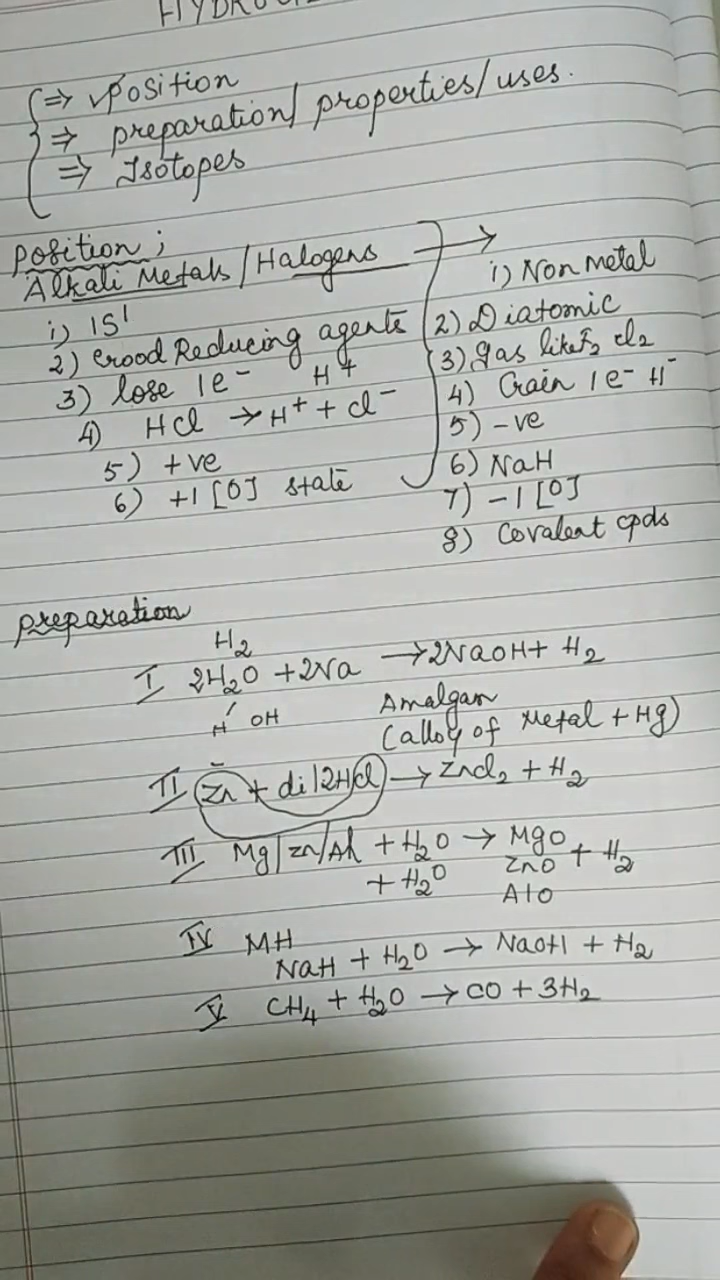 HYDROGE
=> position
=> preparation/ properties/uses.
=> Isotopes
position ;
Alkali Metals / Halogens →
i) 1S¹
2) Good Reducing agents
3) lose 1e⁻ H⁺
4) HCl → H⁺ + Cl⁻
5) +ve
6) +1 [O] state
i) Non metal
2) Diatomic
3) gas like F₂ Cl₂
4) Gain 1e⁻ H⁻
5) -ve
6) NaH
7) -1 [O]
8) Covalent cpds
preparation
H₂
I 2H₂O + 2Na → 2NaOH + H₂
H OH
Amalgam
(alloy of Metal + Hg)
II Zn + dil 2HCl → ZnCl₂ + H₂
III Mg/Zn/Al + H₂O → MgO + H₂
+ H₂O ZnO
AlO
IV MH
NaH + H₂O → NaOH + H₂
V CH₄ + H₂O → CO + 3H₂